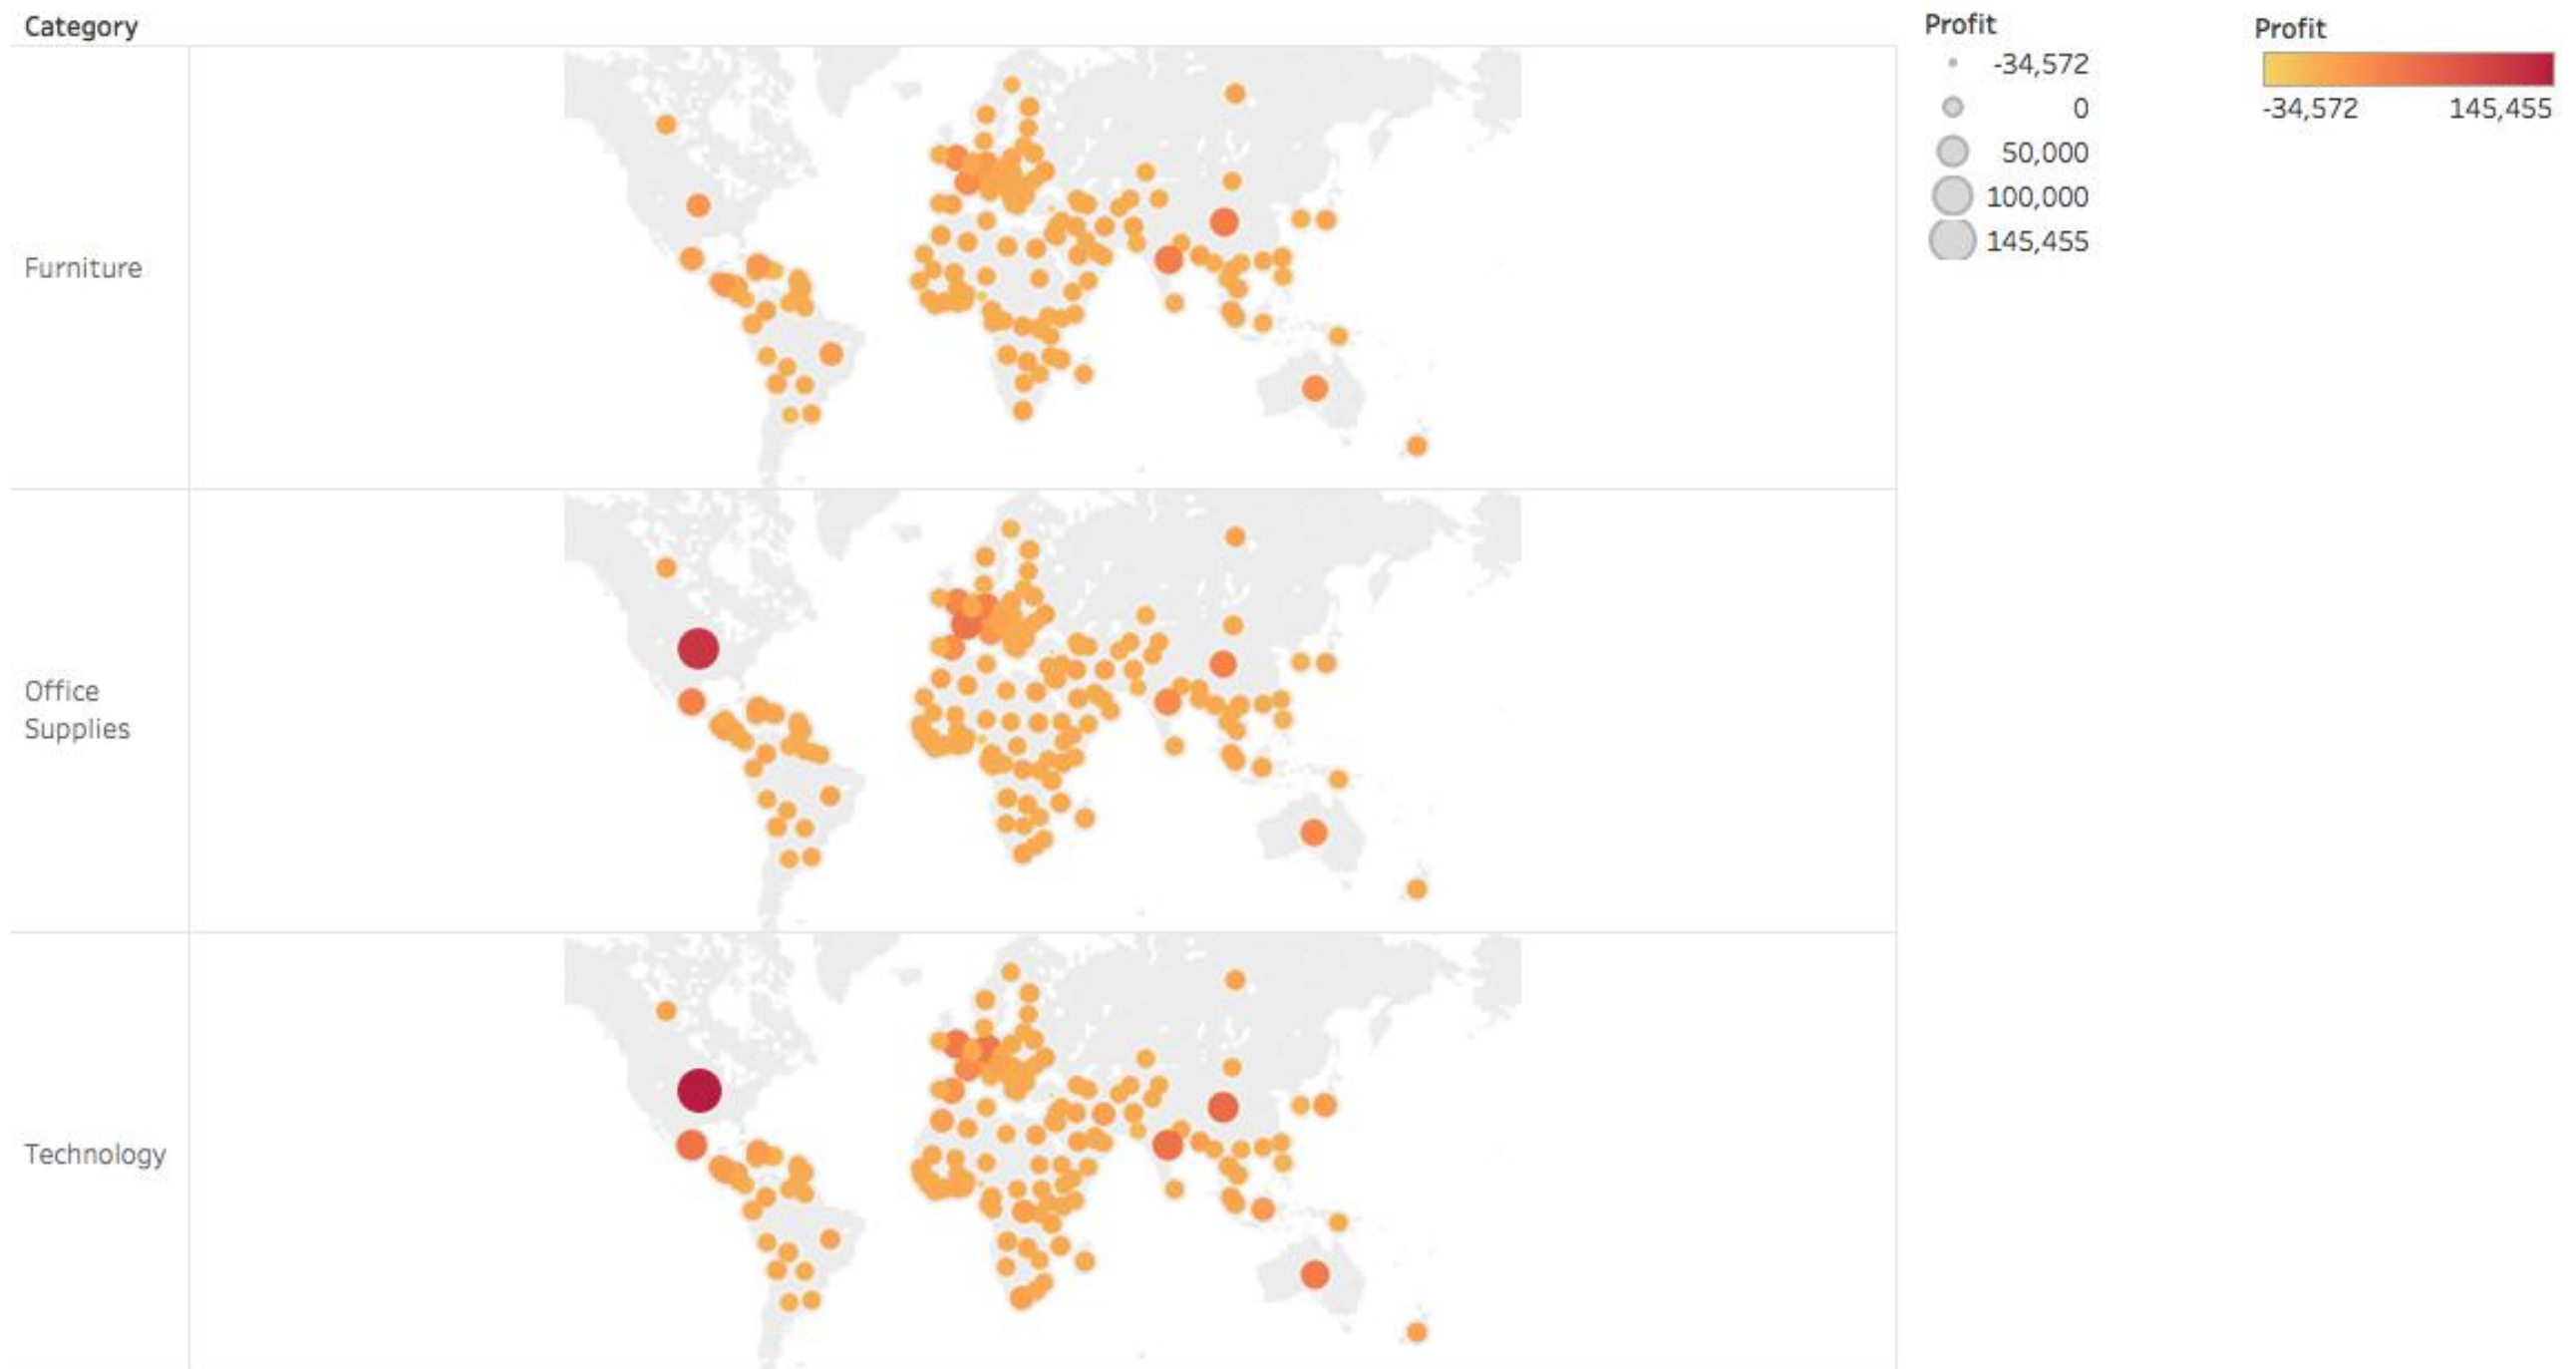 Category
Furniture
Office
Supplies
Technology
Profit
-34,572
0
50,000
100,000
145,455
Profit
-34,572 145,455